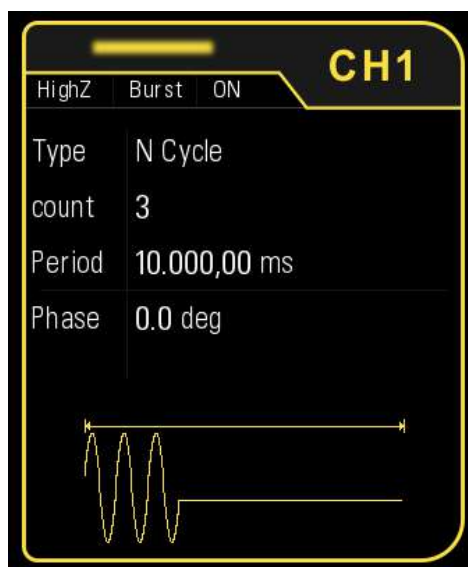 CH1
HighZ Burst ON
Type N Cycle
count 3
Period 10.000,00 ms
Phase 0.0 deg